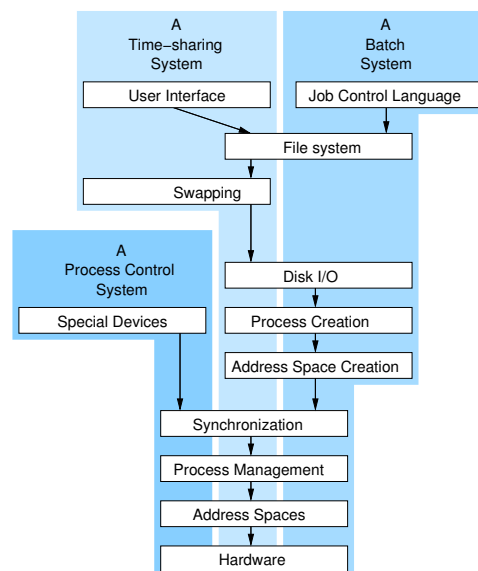 A
Time−sharing
System
A
Batch
System
User Interface
Job Control Language
File system
Swapping
A
Process Control
System
Disk I/O
Special Devices
Process Creation
Address Space Creation
Synchronization
Process Management
Address Spaces
Hardware